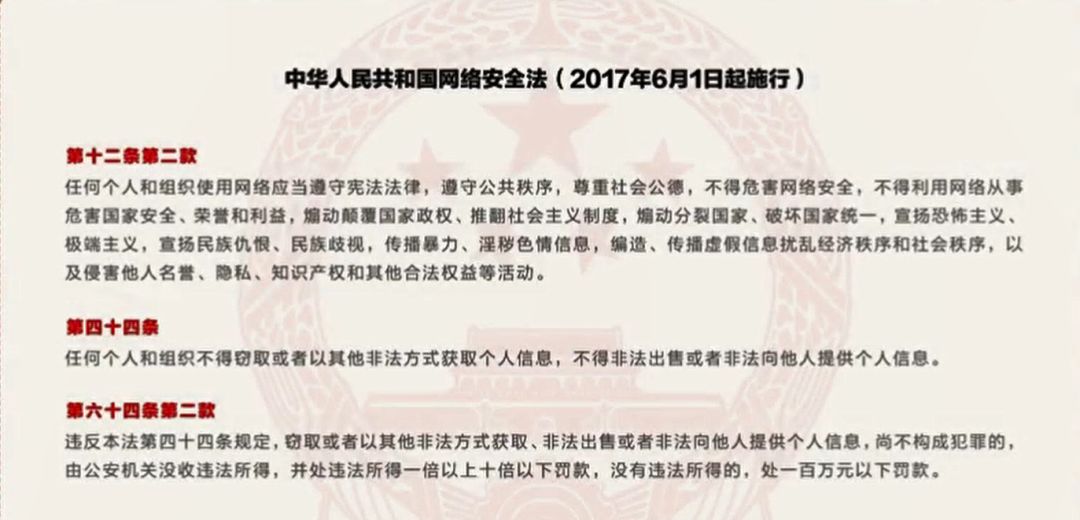 中华人民共和国网络安全法（2017年6月1日起施行）
第十二条第二款
任何个人和组织使用网络应当遵守宪法法律，遵守公共秩序，尊重社会公德，不得危害网络安全，不得利用网络从事
危害国家安全、荣誉和利益，煽动颠覆国家政权、推翻社会主义制度，煽动分裂国家、破坏国家统一，宣扬恐怖主义、
极端主义，宣扬民族仇恨、民族歧视，传播暴力、淫秽色情信息，编造、传播虚假信息扰乱经济秩序和社会秩序，以
及侵害他人名誉、隐私、知识产权和其他合法权益等活动。
第四十四条
任何个人和组织不得窃取或者以其他非法方式获取个人信息，不得非法出售或者非法向他人提供个人信息。
第六十四条第二款
违反本法第四十四条规定，窃取或者以其他非法方式获取、非法出售或者非法向他人提供个人信息，尚不构成犯罪的，
由公安机关没收违法所得，并处违法所得一倍以上十倍以下罚款，没有违法所得的，处一百万元以下罚款。